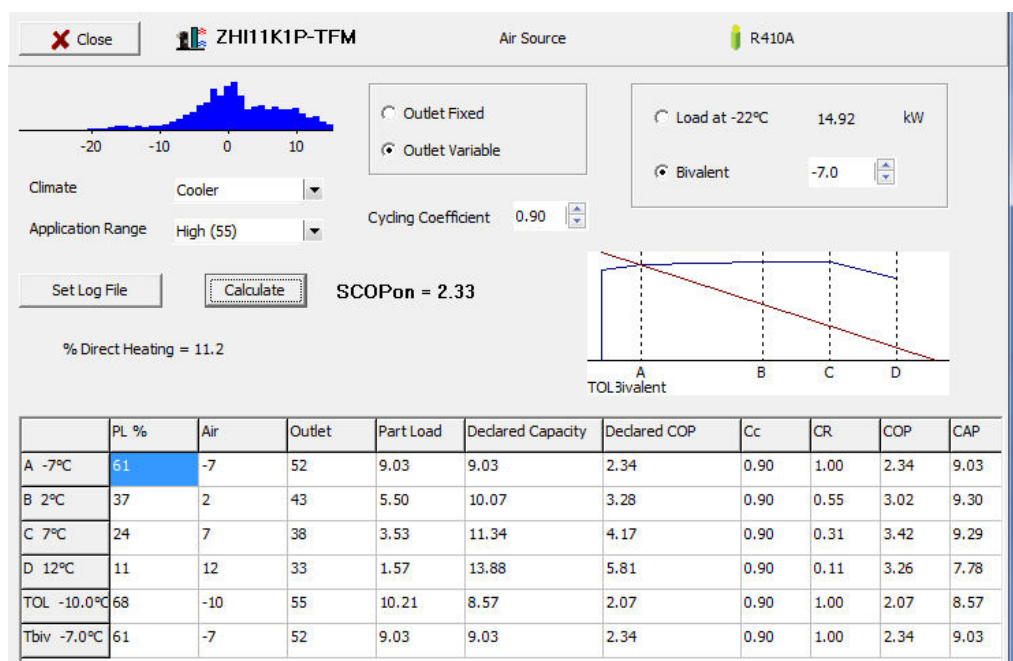 Close ZHI11K1P-TFM Air Source R410A
-20 -10 0 10
Outlet Fixed
Outlet Variable
Load at -22ºC 14.92 kW
Bivalent -7.0
Climate Cooler
Application Range High (55)
Cycling Coefficient 0.90
Set Log File Calculate SCOPon = 2.33
% Direct Heating = 11.2
A B C D
TOLBivalent
PL % Air Outlet Part Load Declared Capacity Declared COP Cc CR COP CAP
A -7ºC 61 -7 52 9.03 9.03 2.34 0.90 1.00 2.34 9.03
B 2ºC 37 2 43 5.50 10.07 3.28 0.90 0.55 3.02 9.30
C 7ºC 24 7 38 3.53 11.34 4.17 0.90 0.31 3.42 9.29
D 12ºC 11 12 33 1.57 13.88 5.81 0.90 0.11 3.26 7.78
TOL -10.0ºC 68 -10 55 10.21 8.57 2.07 0.90 1.00 2.07 8.57
Tbiv -7.0ºC 61 -7 52 9.03 9.03 2.34 0.90 1.00 2.34 9.03